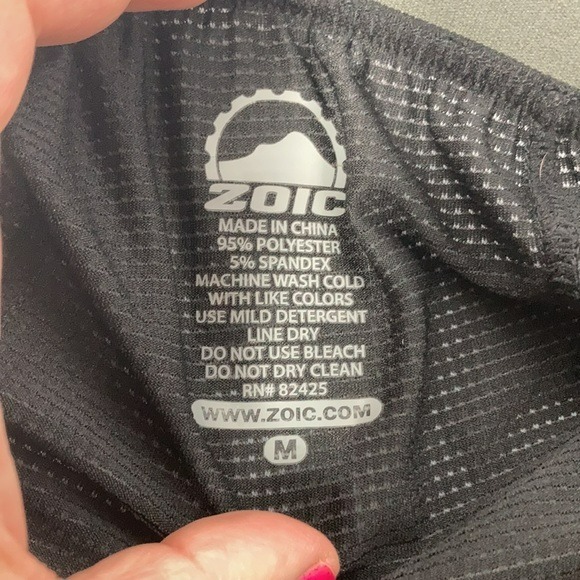 ZOIC
MADE IN CHINA
95% POLYESTER
5% SPANDEX
MACHINE WASH COLD
WITH LIKE COLORS
USE MILD DETERGENT
LINE DRY
DO NOT USE BLEACH
DO NOT DRY CLEAN
RN# 82425
WWW.ZOIC.COM
M